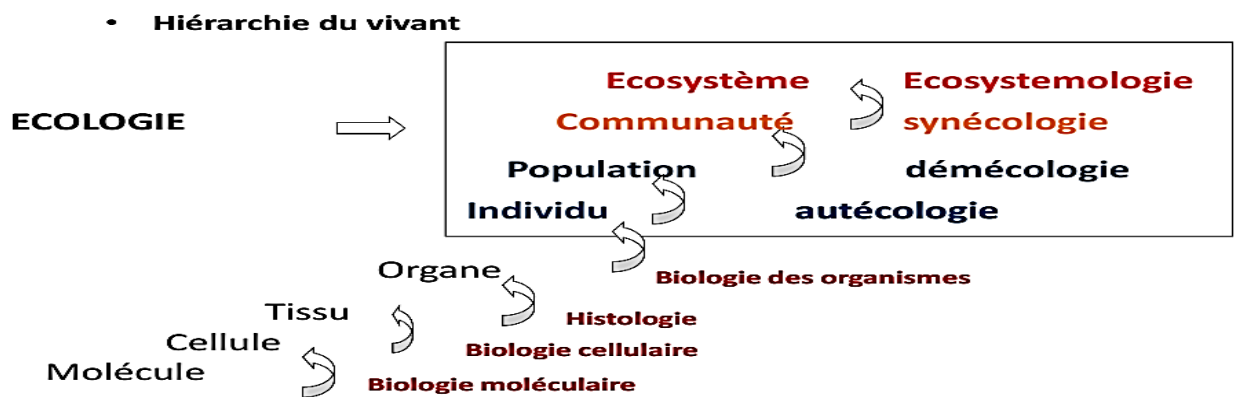 • Hiérarchie du vivant
Ecosystème Ecosystemologie
ECOLOGIE Communauté synécologie
Population démécologie
Individu autécologie
Organe Biologie des organismes
Tissu Histologie
Cellule Biologie cellulaire
Molécule Biologie moléculaire